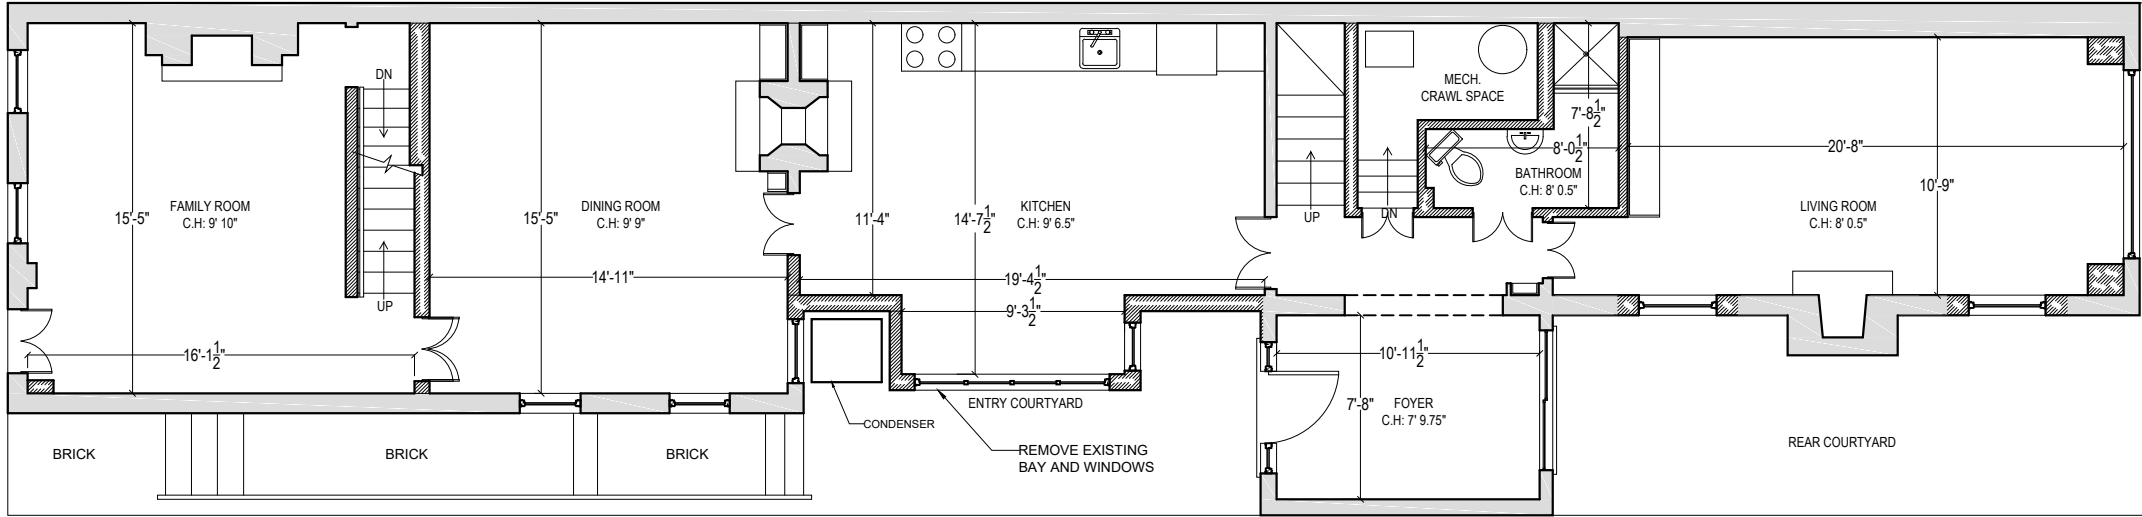 DN
MECH.
CRAWL SPACE
7'-8 1/2"
8'-0 1/2"
20'-8"
BATHROOM
C.H: 8' 0.5"
10'-9"
FAMILY ROOM
C.H: 9' 10"
15'-5"
DINING ROOM
C.H: 9' 9"
15'-5"
KITCHEN
C.H: 9' 6.5"
11'-4"
14'-7 1/2"
UP
DN
LIVING ROOM
C.H: 8' 0.5"
14'-11"
19'-4 1/2"
UP
9'-3 1/2"
16'-1 1/2"
10'-11 1/2"
ENTRY COURTYARD
7'-8"
FOYER
C.H: 7' 9.75"
CONDENSER
REMOVE EXISTING
BAY AND WINDOWS
REAR COURTYARD
BRICK
BRICK
BRICK